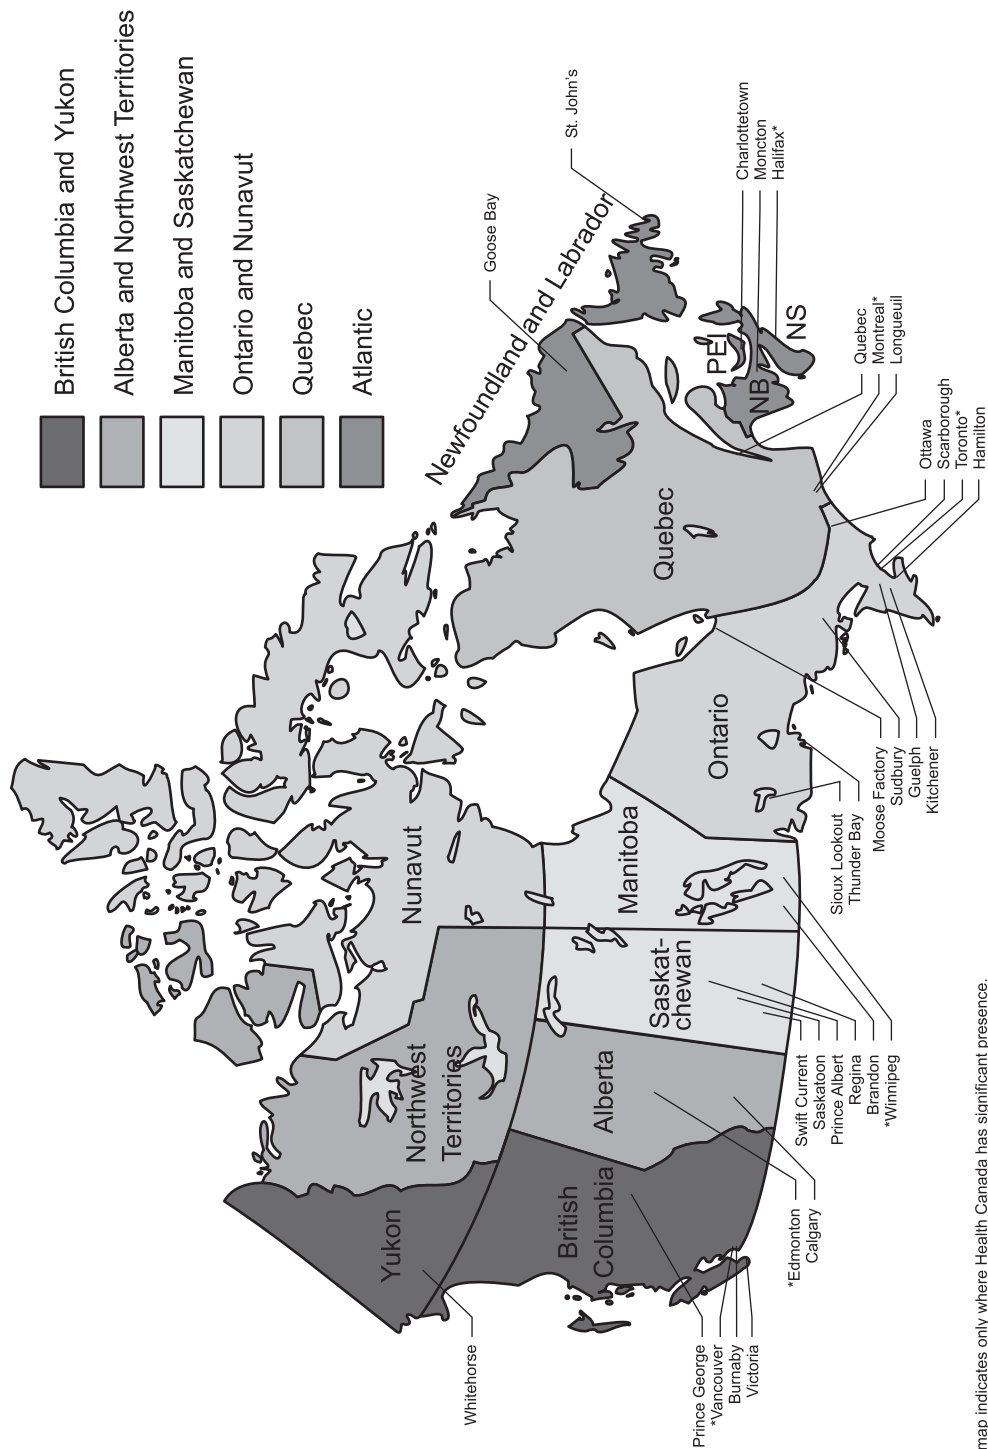 British Columbia and Yukon
Alberta and Northwest Territories
Manitoba and Saskatchewan
Ontario and Nunavut
Quebec
Atlantic
Newfoundland and Labrador
Goose Bay
St. John's
Charlottetown
Moncton
Halifax*
PEI
NB
NS
Quebec
Montreal*
Longueuil
Quebec
Ottawa
Scarborough
Toronto*
Hamilton
Ontario
Moose Factory
Sudbury
Guelph
Kitchener
Sioux Lookout
Thunder Bay
Nunavut
Manitoba
Saskat-
chewan
Swift Current
Saskatoon
Prince Albert
Regina
Brandon
*Winnipeg
Northwest
Territories
Alberta
*Edmonton
Calgary
Yukon
British
Columbia
Whitehorse
Prince George
*Vancouver
Burnaby
Victoria
map indicates only where Health Canada has significant presence.